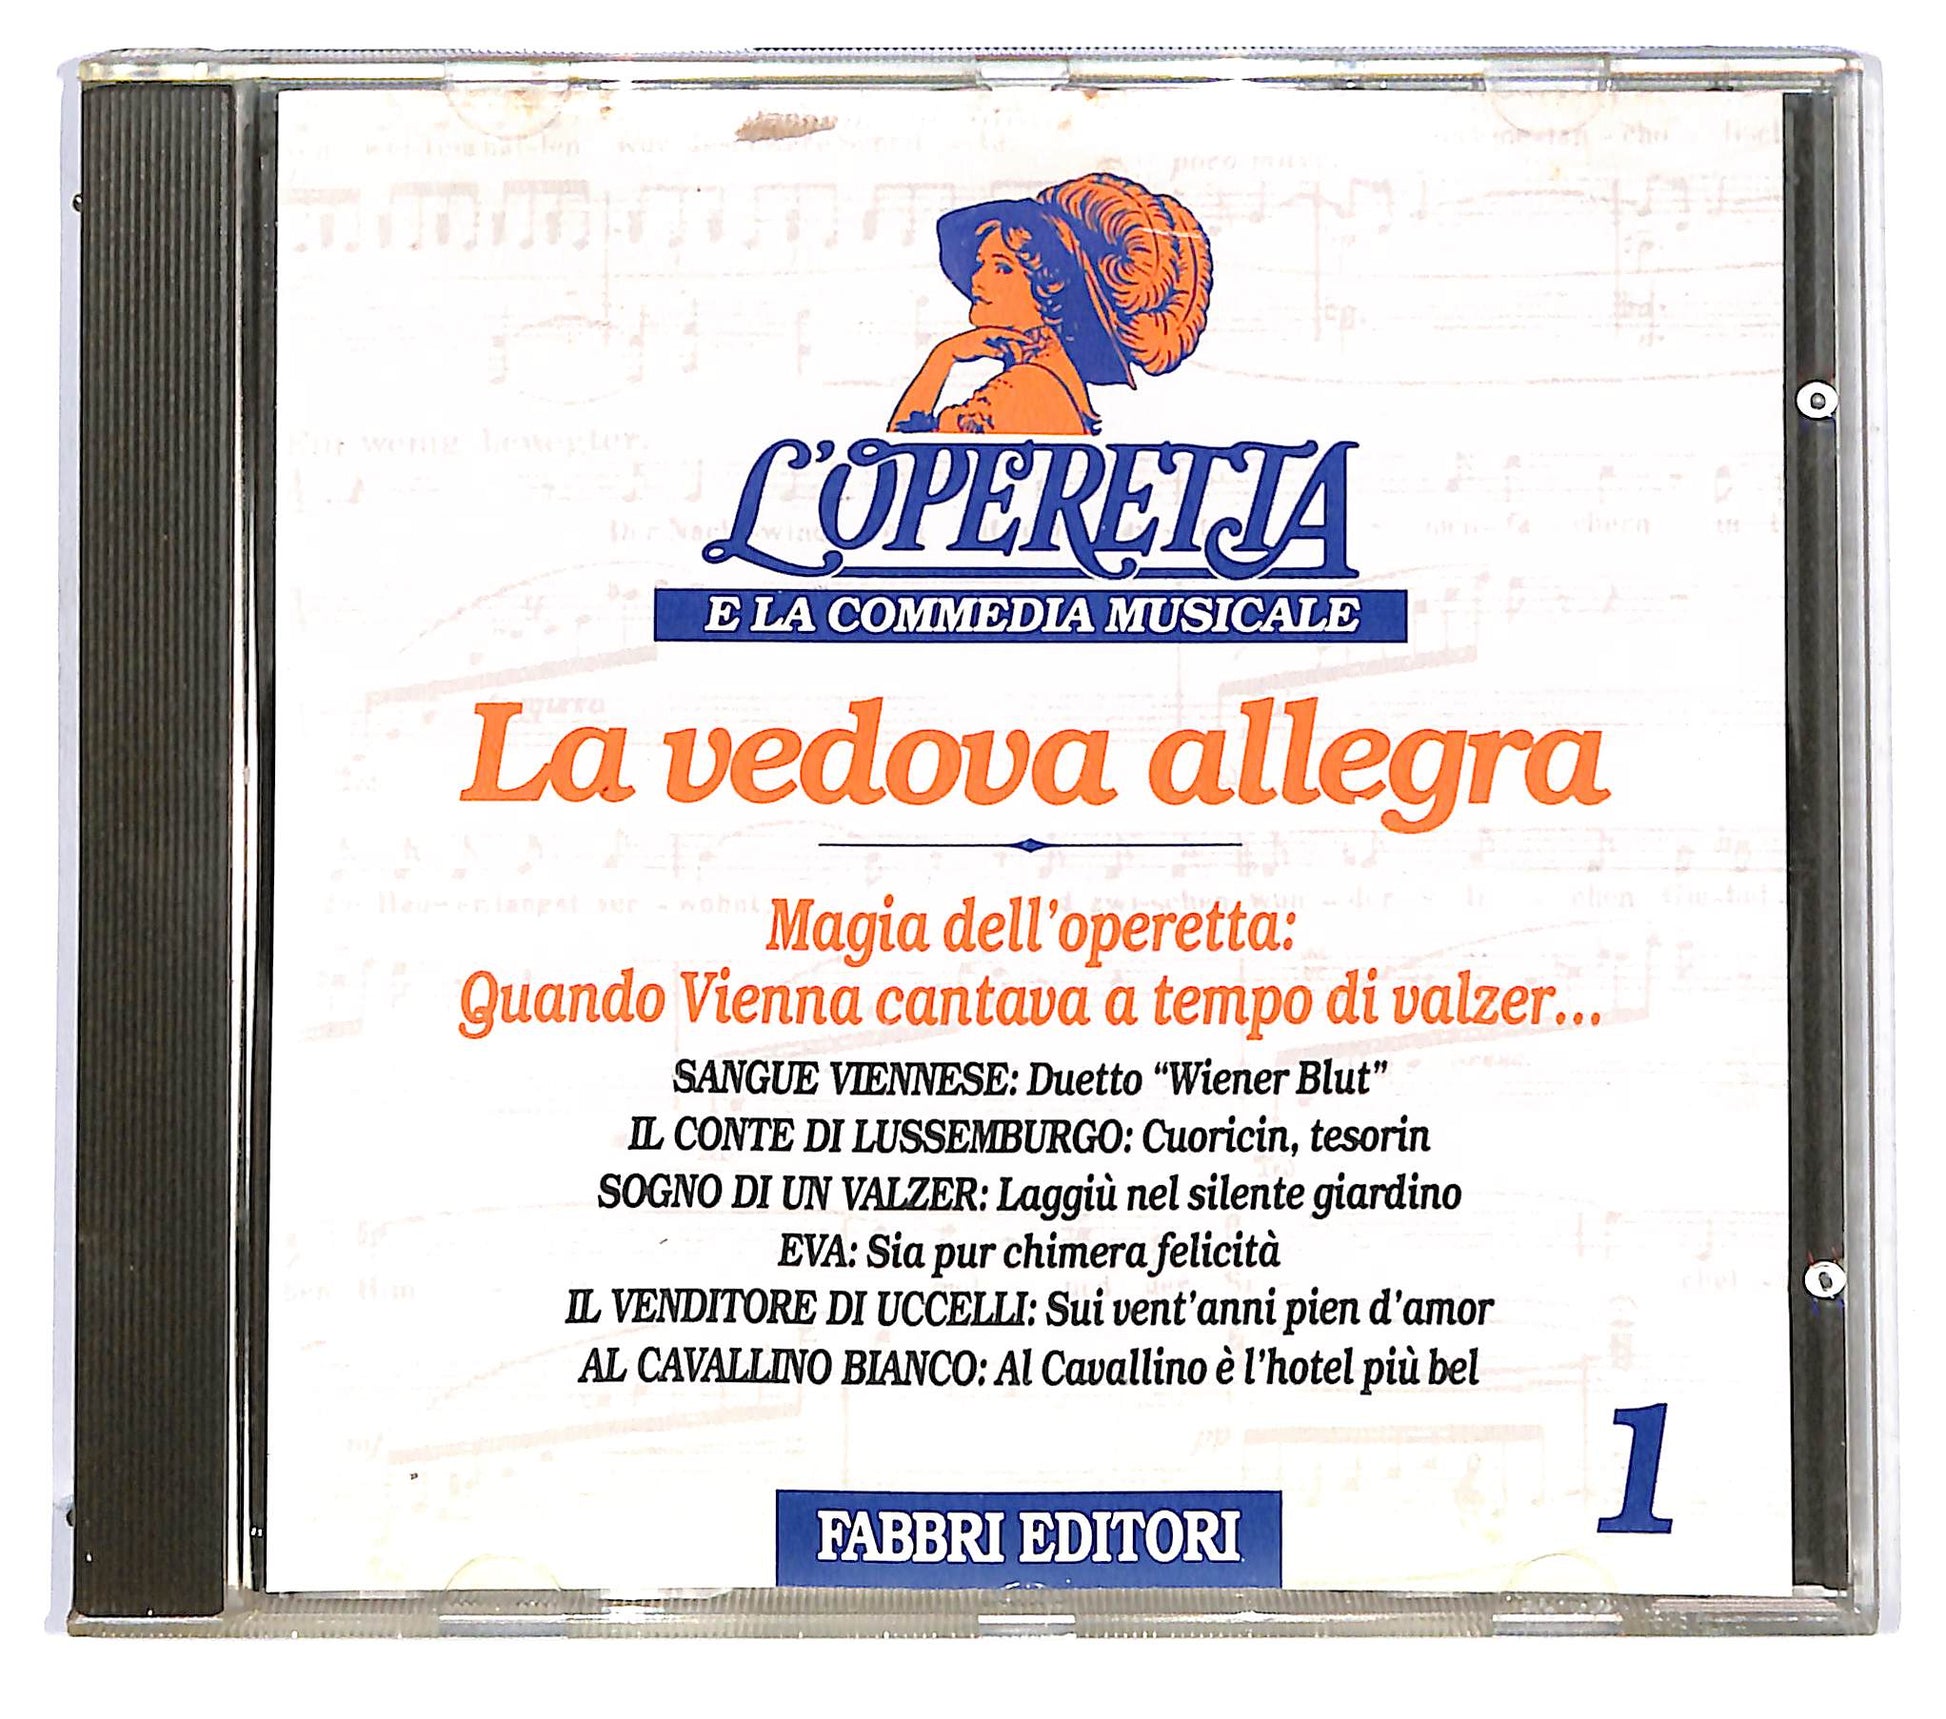 L'OPERETTA
E LA COMMEDIA MUSICALE
La vedova allegra
Magia dell'operetta:
Quando Vienna cantava a tempo di valzer...
SANGUE VIENNESE: Duetto “Wiener Blut”
IL CONTE DI LUSSEMBURGO: Cuoricin, tesorin
SOGNO DI UN VALZER: Laggiù nel silente giardino
EVA: Sia pur chimera felicità
IL VENDITORE DI UCCELLI: Sui vent'anni pien d'amor
AL CAVALLINO BIANCO: Al Cavallino è l'hotel più bel
1
FABBRI EDITORI